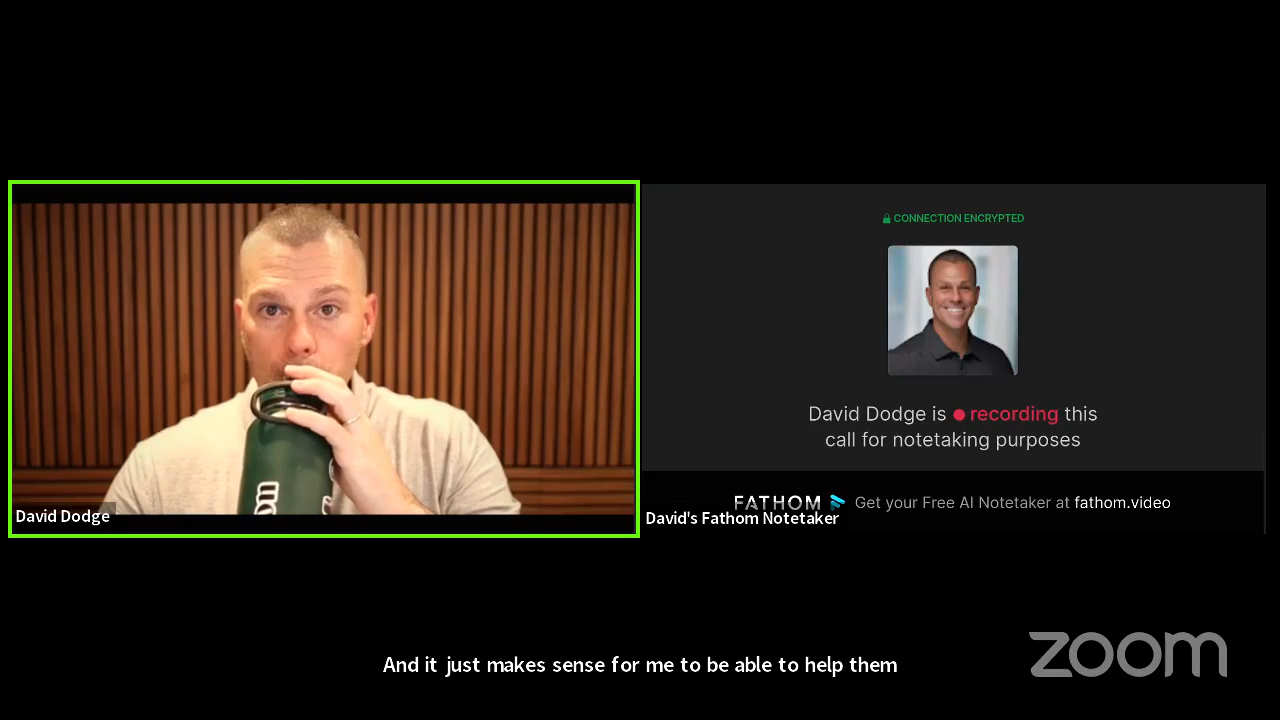 CONNECTION ENCRYPTED
David Dodge is recording this
call for notetaking purposes
FATHOM Get your Free AI Notetaker at fathom.video
David Dodge
David's Fathom Notetaker
And it just makes sense for me to be able to help them
zoom